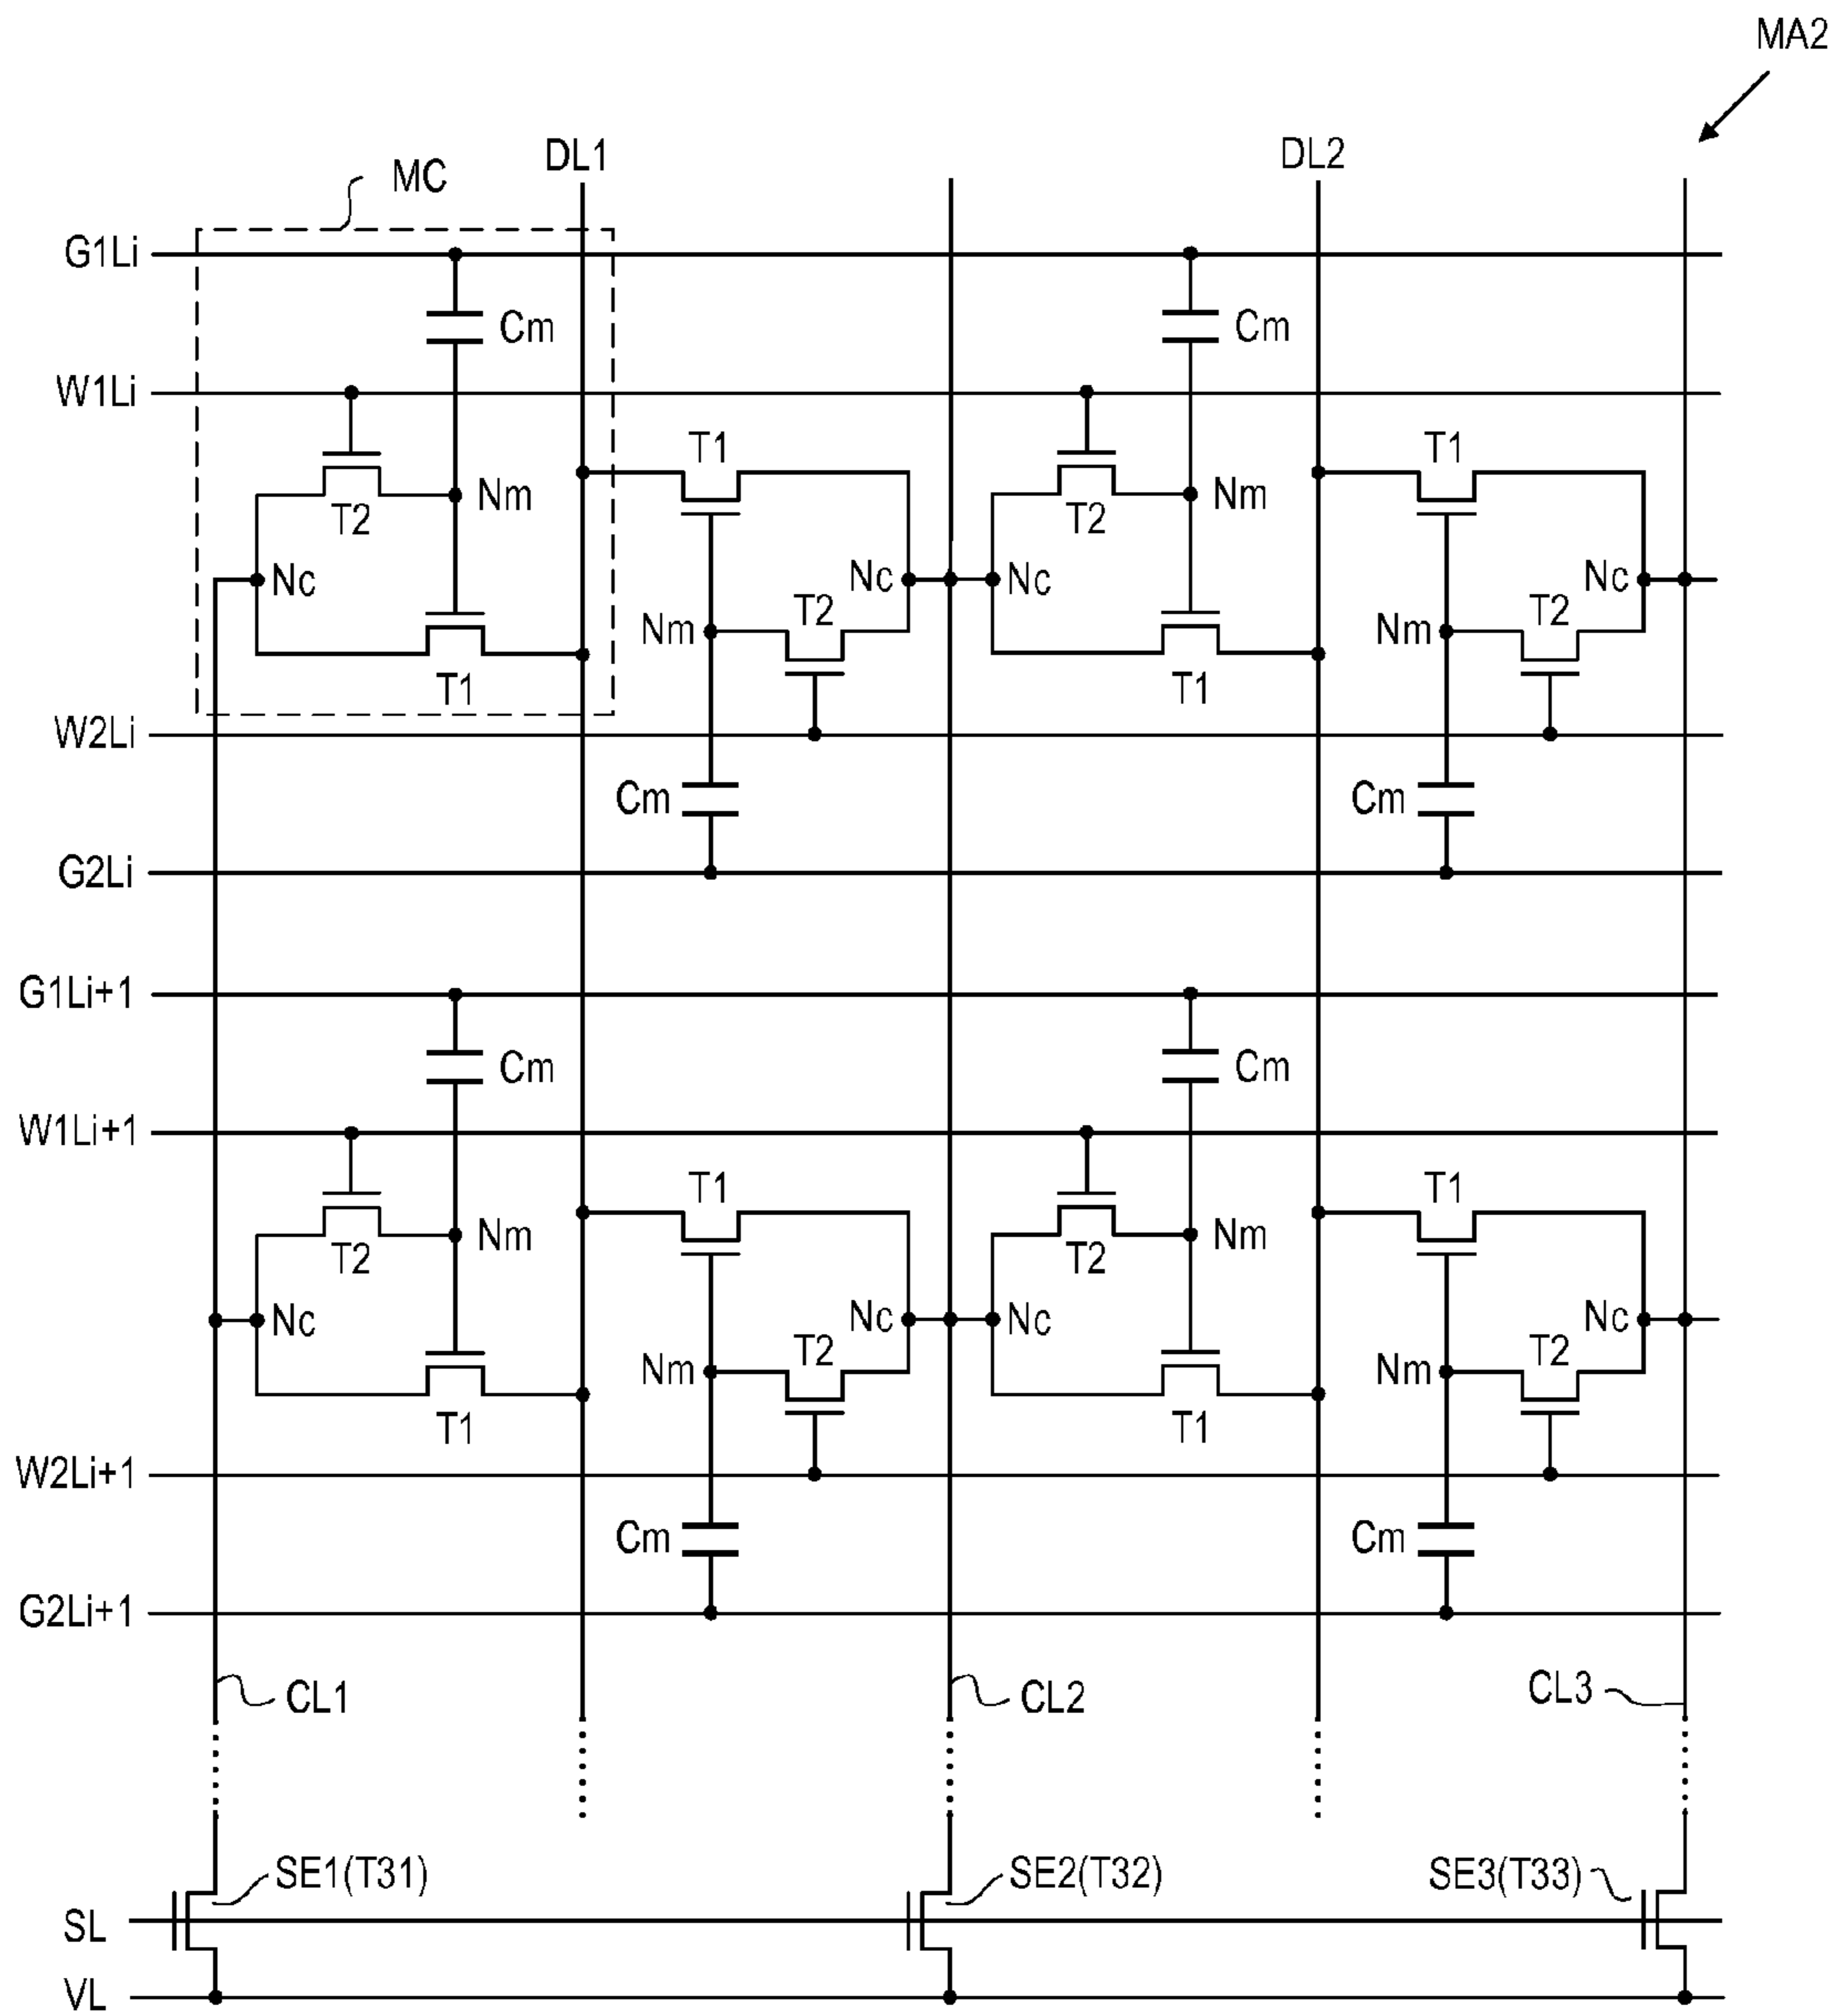 MA2
MC
DL1
DL2
G1Li
Cm
Cm
W1Li
T1
T1
T2
Nm
T2
Nm
Nc
Nc
Nc
Nc
T2
T2
Nm
Nm
T1
T1
W2Li
Cm
Cm
G2Li
G1Li+1
Cm
Cm
W1Li+1
T1
T1
T2
Nm
T2
Nm
Nc
Nc
Nc
Nc
T2
T2
Nm
Nm
T1
T1
W2Li+1
Cm
Cm
G2Li+1
CL1
CL2
CL3
SE1(T31)
SE2(T32)
SE3(T33)
SL
VL